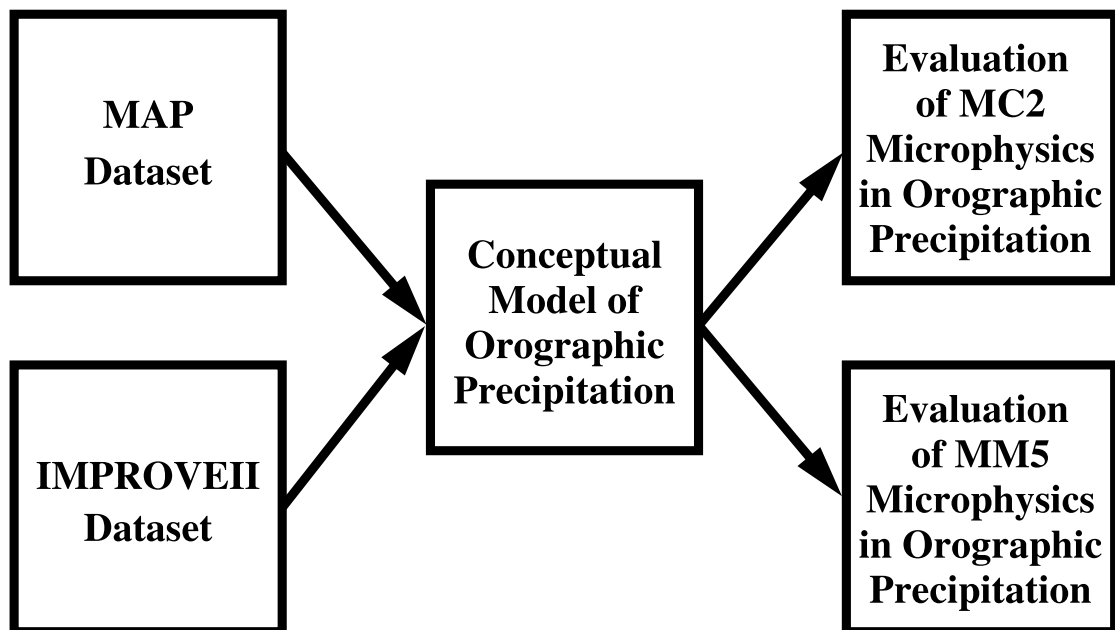 MAP
Dataset
IMPROVEII
Dataset
Conceptual
Model of
Orographic
Precipitation
Evaluation
of MC2
Microphysics
in Orographic
Precipitation
Evaluation
of MM5
Microphysics
in Orographic
Precipitation